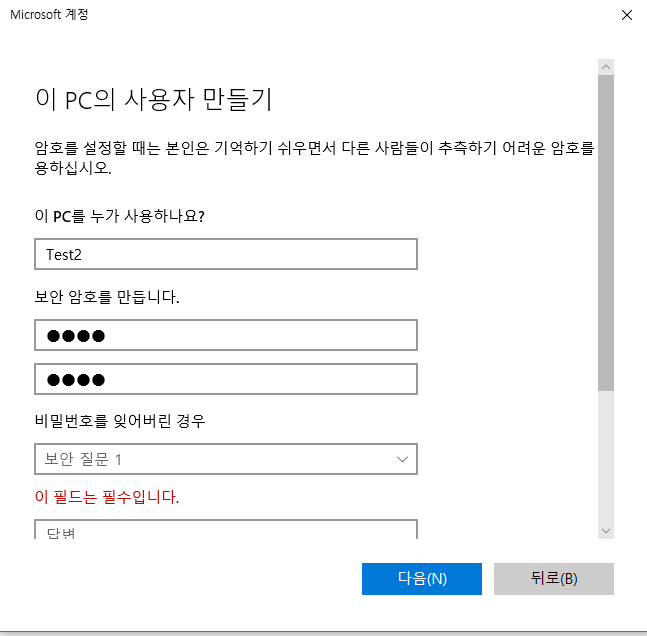 Microsoft 계정
이 PC의 사용자 만들기
암호를 설정할 때는 본인은 기억하기 쉬우면서 다른 사람들이 추측하기 어려운 암호를
용하십시오.
이 PC를 누가 사용하나요?
Test2
보안 암호를 만듭니다.
●●●●
●●●●
비밀번호를 잊어버린 경우
보안 질문 1
이 필드는 필수입니다.
답변
다음(N)
뒤로(B)